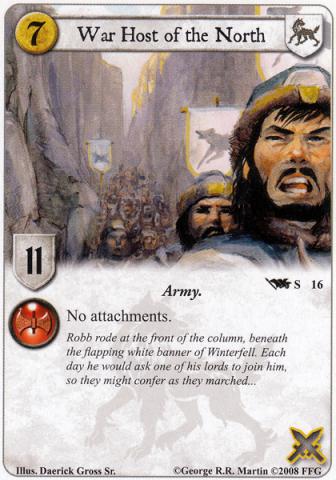 7 War Host of the North
11
Army.
S 16
No attachments.
Robb rode at the front of the column, beneath
the flapping white banner of Winterfell. Each
day he would ask one of his lords to join him,
so they might confer as they marched...
Illus. Daerick Gross Sr. ©George R.R. Martin ©2008 FFG